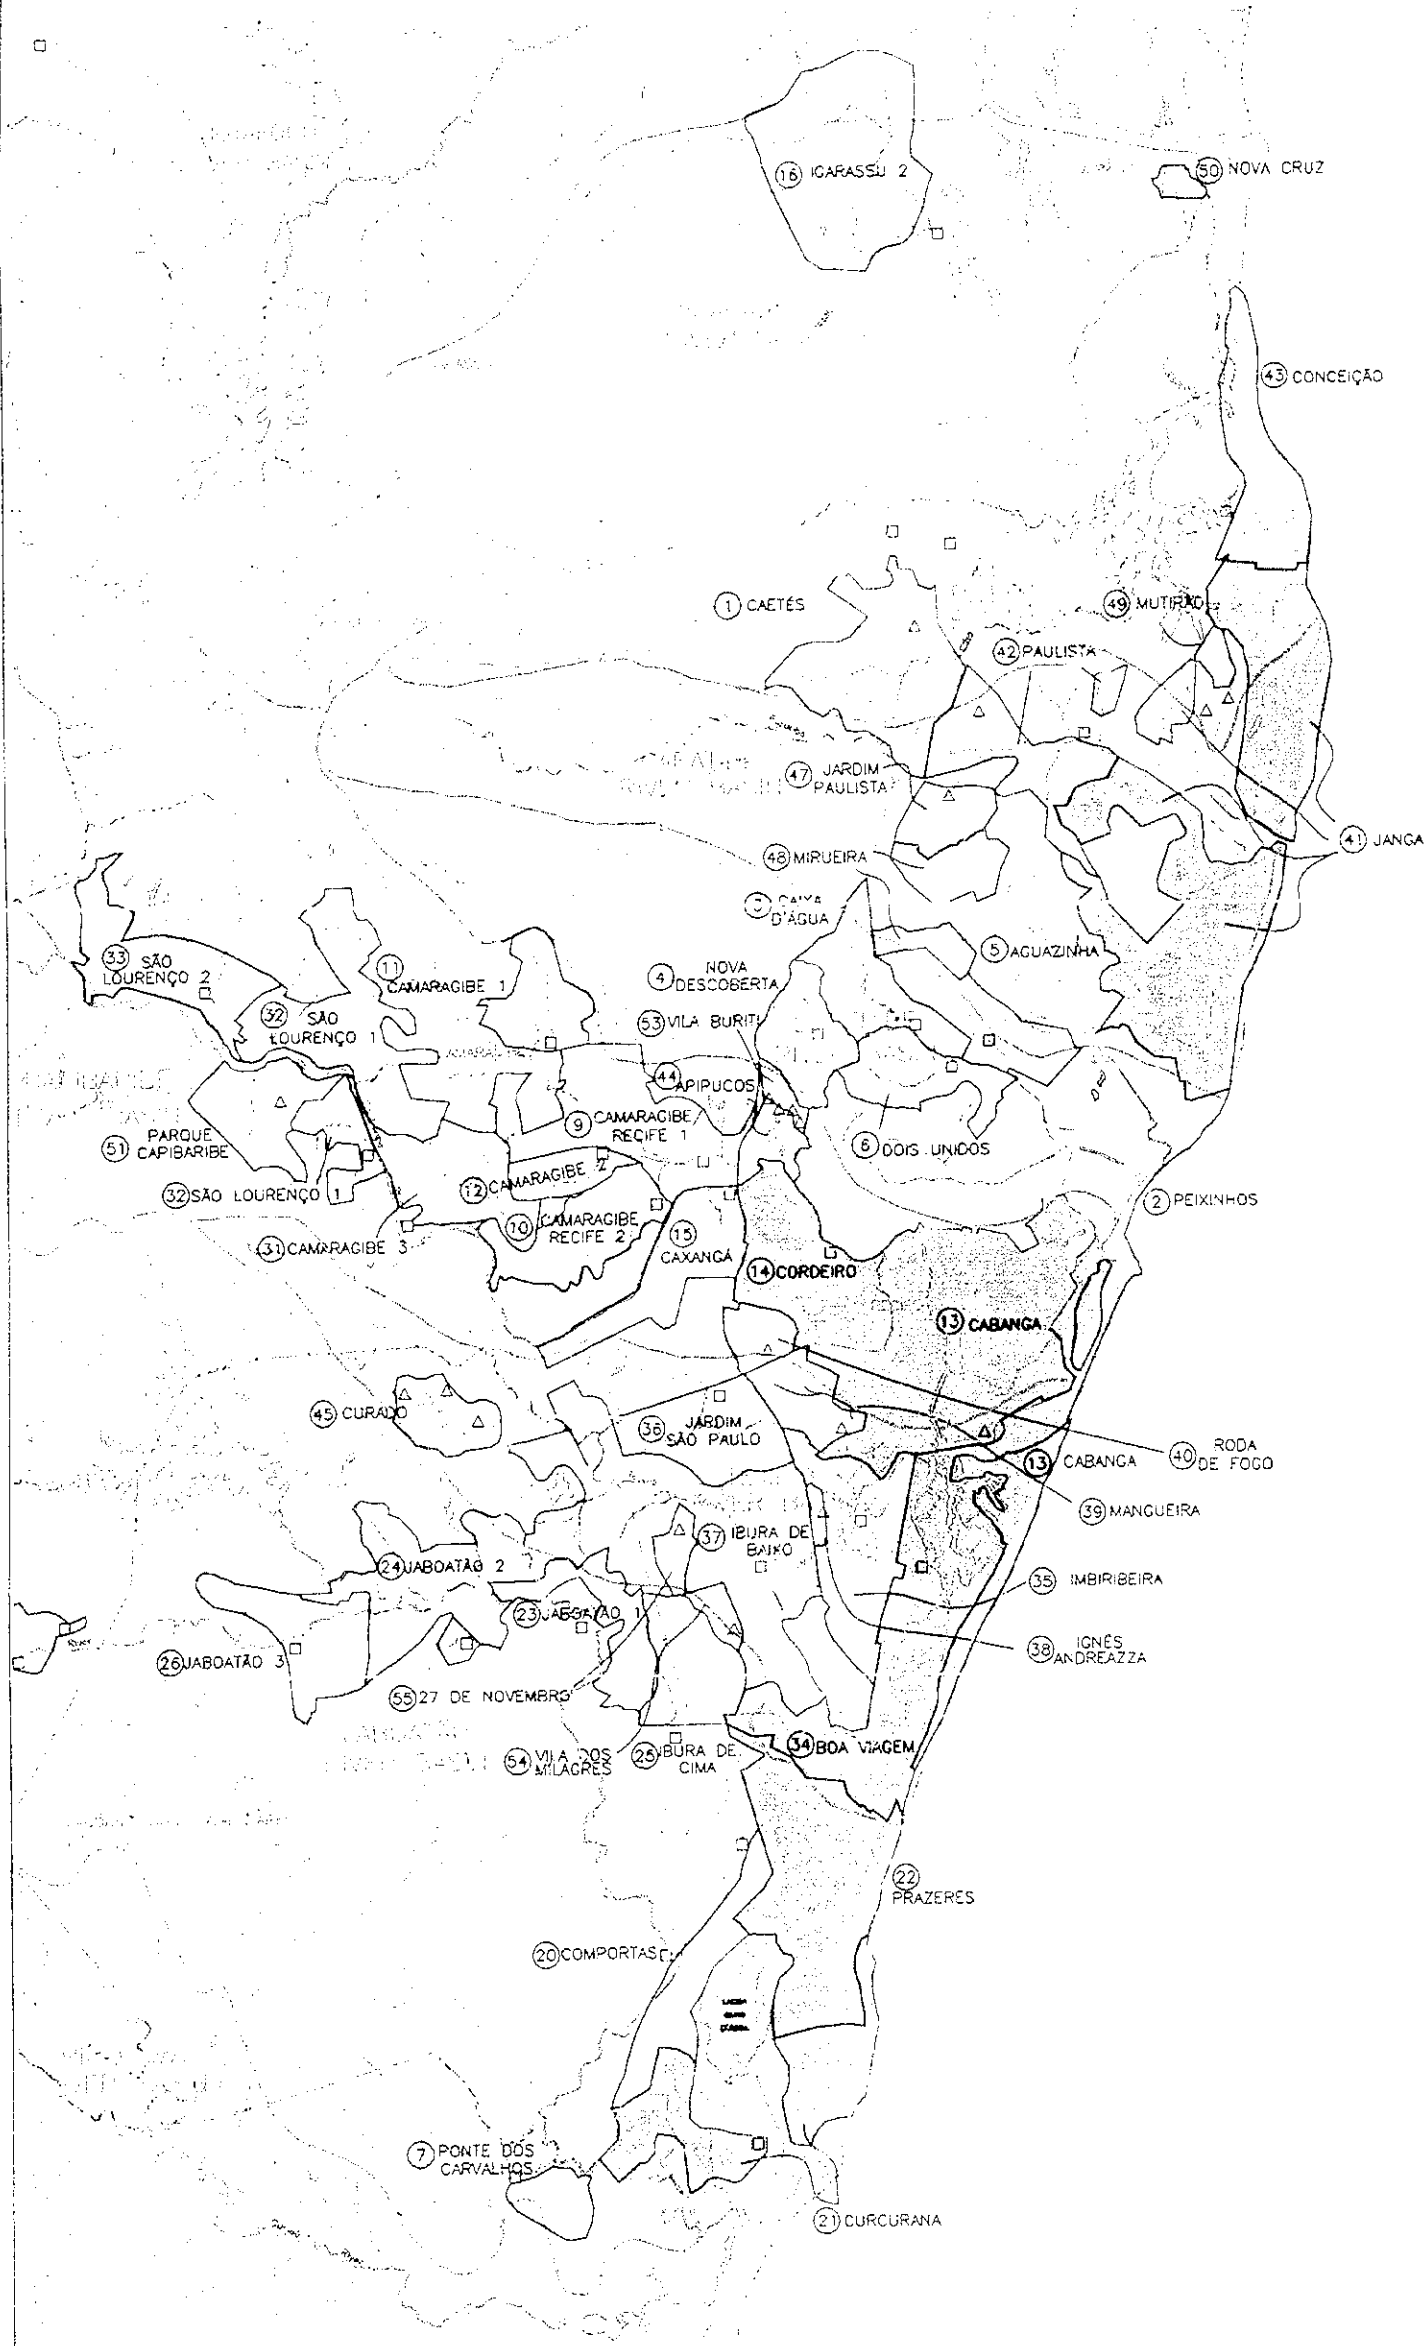 16 IGARASSÚ 2
50 NOVA CRUZ
43 CONCEIÇÃO
1 CAETÉS
49 MUTIRÃO
42 PAULISTA
47 JARDIM
PAULISTA
41 JANGA
48 MIRUEIRA
3 CAIXA
D'ÁGUA
5 AGUAZINHA
33 SÃO
LOURENÇO 2
11
CAMARAGIBE 1
4 NOVA
DESCOBERTA
32 SÃO
LOURENÇO 1
53 VILA BURITI
44 APIPUCOS
9 CAMARAGIBE/
RECIFE 1
51 PARQUE
CAPIBARIBE
6 DOIS UNIDOS
32 SÃO LOURENÇO 1
12 CAMARAGIBE 2
2 PEIXINHOS
10 CAMARAGIBE
RECIFE 2
31 CAMARAGIBE 3
15
CAXANGÁ
14 CORDEIRO
13 CABANGA
45 CURADO
36 JARDIM
SÃO PAULO
40 RODA
DE FOGO
13 CABANGA
39 MANGUEIRA
37 IBURA DE
BAIXO
24 JABOATÃO 2
35 IMBIRIBEIRA
23 JABOATÃO 1
38 IGNÊS
ANDREAZZA
26 JABOATÃO 3
55 27 DE NOVEMBRO
54 VILA DOS
MILAGRES
25 IBURA DE
CIMA
34 BOA VIAGEM
22
PRAZERES
20 COMPORTAS
7 PONTE DOS
CARVALHOS
21 CURCURANA